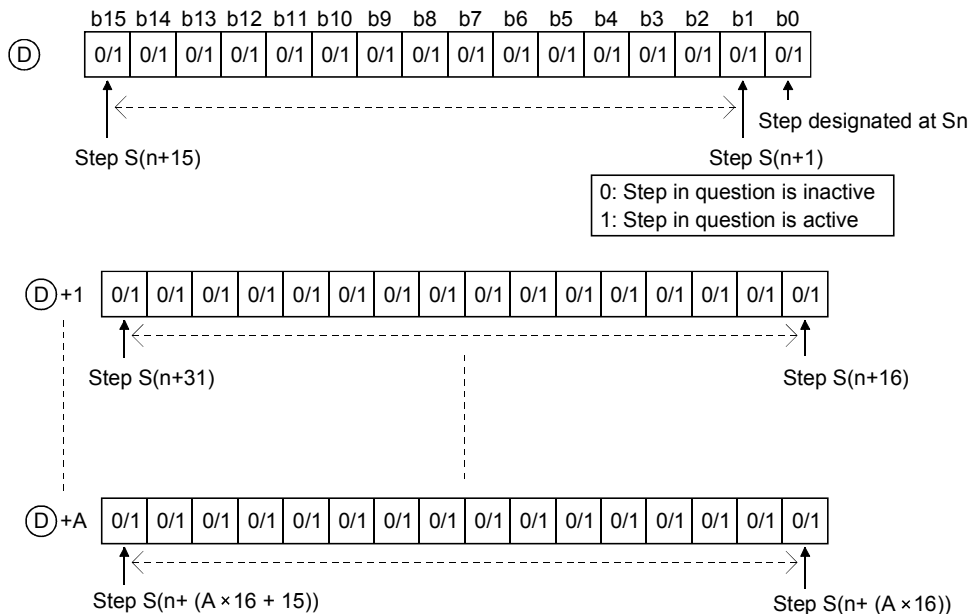 b15 b14 b13 b12 b11 b10 b9 b8 b7 b6 b5 b4 b3 b2 b1 b0
D 0/1 0/1 0/1 0/1 0/1 0/1 0/1 0/1 0/1 0/1 0/1 0/1 0/1 0/1 0/1 0/1
Step designated at Sn
Step S(n+15) Step S(n+1)
0: Step in question is inactive
1: Step in question is active
D +1 0/1 0/1 0/1 0/1 0/1 0/1 0/1 0/1 0/1 0/1 0/1 0/1 0/1 0/1 0/1 0/1
Step S(n+31) Step S(n+16)
D +A 0/1 0/1 0/1 0/1 0/1 0/1 0/1 0/1 0/1 0/1 0/1 0/1 0/1 0/1 0/1 0/1
Step S(n+ (A × 16 + 15)) Step S(n+ (A × 16))